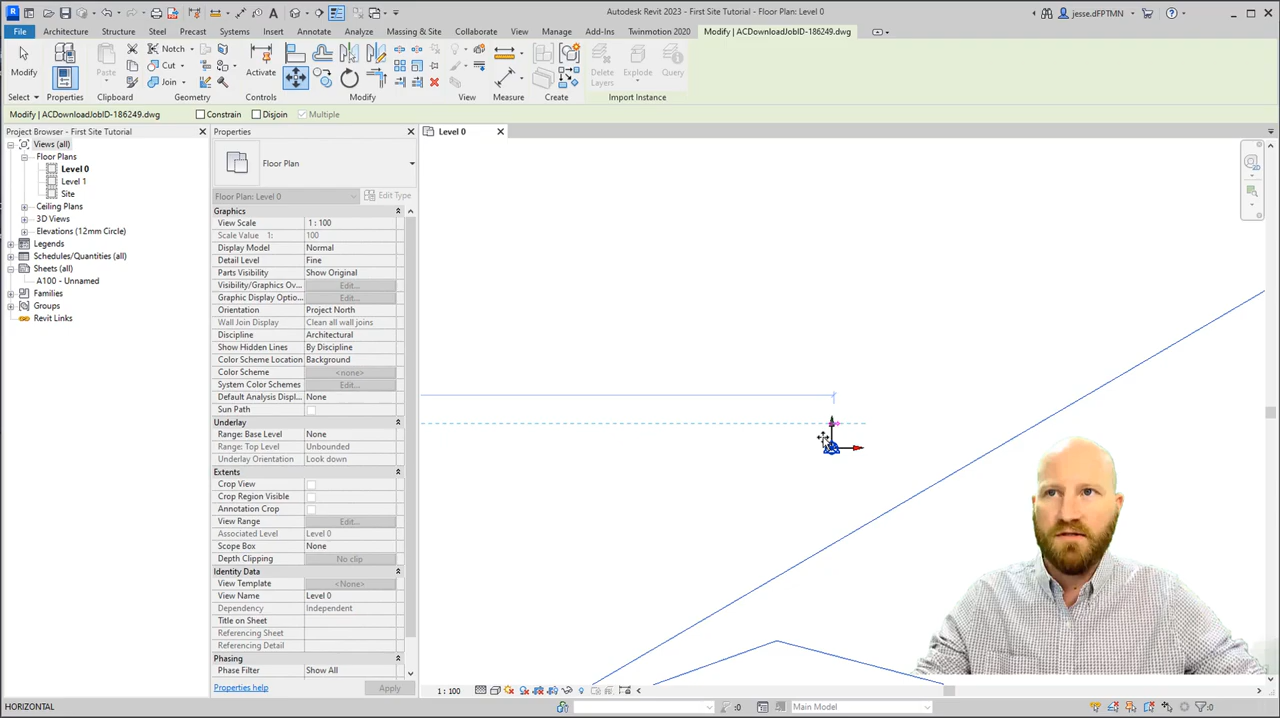 Autodesk Revit 2023 - First Site Tutorial - Floor Plan: Level 0
jesse.dFPTMN
File Architecture Structure Steel Precast Systems Insert Annotate Analyze Massing & Site Collaborate View Manage Add-Ins Twinmotion 2020 Modify | ACDownloadJobID-186249.dwg
Modify Properties Paste Notch Cut Join Activate Delete Layers Explode Query
Select Properties Clipboard Geometry Controls Modify View Measure Create Import Instance
Modify | ACDownloadJobID-186249.dwg Constrain Disjoin Multiple
Project Browser - First Site Tutorial
Views (all)
Floor Plans
Level 0
Level 1
Site
Ceiling Plans
3D Views
Elevations (12mm Circle)
Legends
Schedules/Quantities (all)
Sheets (all)
A100 - Unnamed
Families
Groups
Revit Links
Properties
Floor Plan
Floor Plan: Level 0 Edit Type
Graphics
View Scale 1 : 100
Scale Value 1: 100
Display Model Normal
Detail Level Fine
Parts Visibility Show Original
Visibility/Graphics Ov... Edit...
Graphic Display Optio... Edit...
Orientation Project North
Wall Join Display Clean all wall joins
Discipline Architectural
Show Hidden Lines By Discipline
Color Scheme Location Background
Color Scheme <none>
System Color Schemes Edit...
Default Analysis Displ... None
Sun Path
Underlay
Range: Base Level None
Range: Top Level Unbounded
Underlay Orientation Look down
Extents
Crop View
Crop Region Visible
Annotation Crop
View Range Edit...
Associated Level Level 0
Scope Box None
Depth Clipping No clip
Identity Data
View Template <None>
View Name Level 0
Dependency Independent
Title on Sheet
Referencing Sheet
Referencing Detail
Phasing
Phase Filter Show All
Properties help Apply
Level 0
1 : 100
HORIZONTAL
:0 Main Model :0